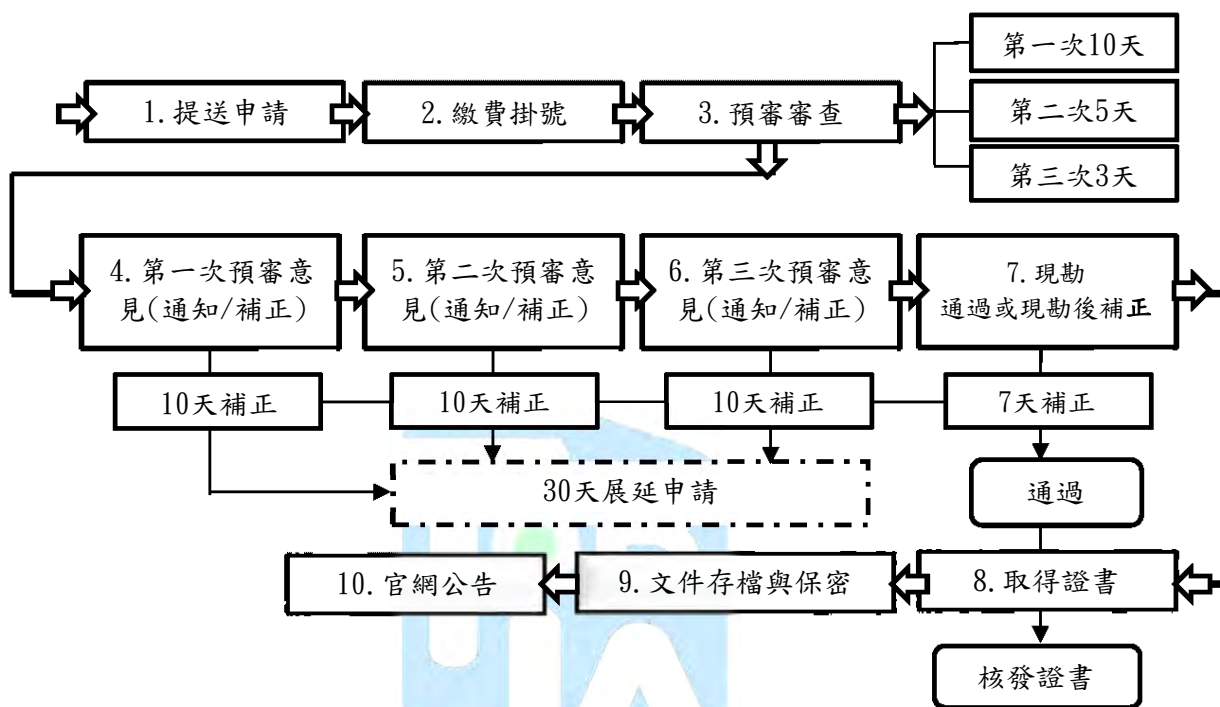 第一次10天
1.提送申請
2.繳費掛號
3.預審審查
第二次5天
第三次3天
4.第一次預審意
見(通知/補正)
5.第二次預審意
見(通知/補正)
6.第三次預審意
見(通知/補正)
7.現勘
通過或現勘後補正
10天補正
10天補正
10天補正
7天補正
30天展延申請
通過
10.官網公告
9.文件存檔與保密
8.取得證書
核發證書